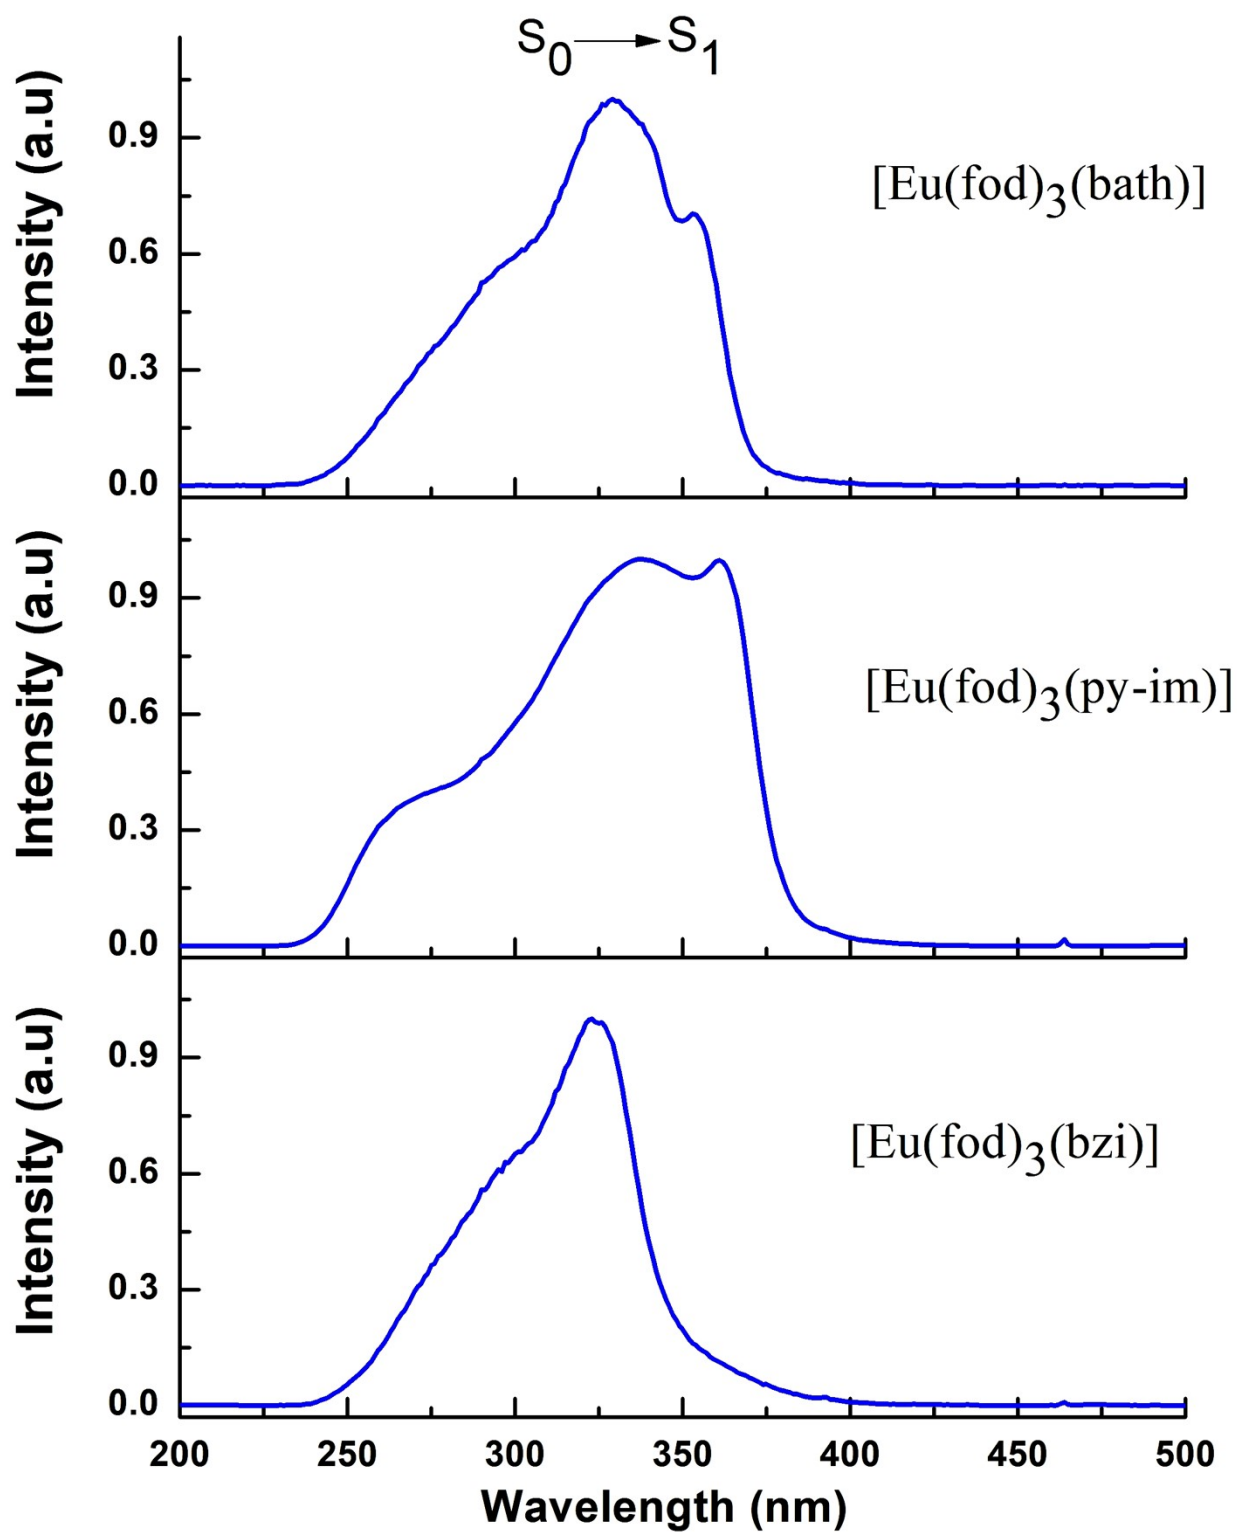 S0 → S1
Intensity (a.u)
0.9
0.6
0.3
0.0
[Eu(fod)3(bath)]
Intensity (a.u)
0.9
0.6
0.3
0.0
[Eu(fod)3(py-im)]
Intensity (a.u)
0.9
0.6
0.3
0.0
[Eu(fod)3(bzi)]
200 250 300 350 400 450 500
Wavelength (nm)